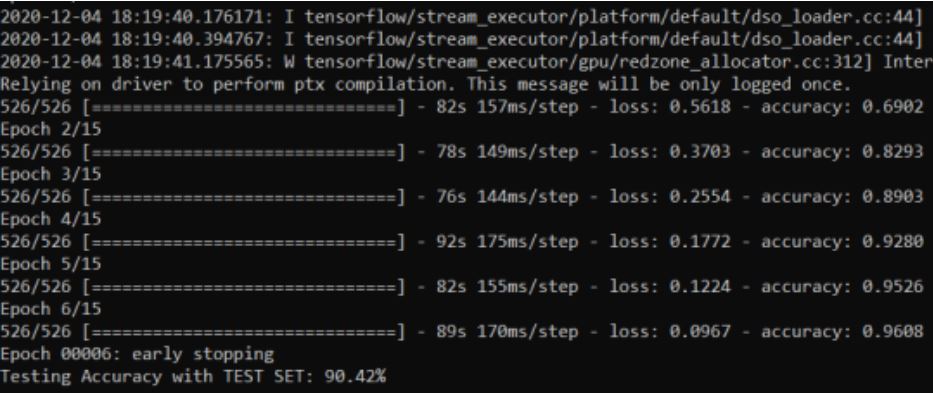 2020-12-04 18:19:40.176171: I tensorflow/stream_executor/platform/default/dso_loader.cc:44]
2020-12-04 18:19:40.394767: I tensorflow/stream_executor/platform/default/dso_loader.cc:44]
2020-12-04 18:19:41.175565: W tensorflow/stream_executor/gpu/redzone_allocator.cc:312] Inter
Relying on driver to perform ptx compilation. This message will be only logged once.
526/526 [==============================] - 82s 157ms/step - loss: 0.5618 - accuracy: 0.6902
Epoch 2/15
526/526 [==============================] - 78s 149ms/step - loss: 0.3703 - accuracy: 0.8293
Epoch 3/15
526/526 [==============================] - 76s 144ms/step - loss: 0.2554 - accuracy: 0.8903
Epoch 4/15
526/526 [==============================] - 92s 175ms/step - loss: 0.1772 - accuracy: 0.9280
Epoch 5/15
526/526 [==============================] - 82s 155ms/step - loss: 0.1224 - accuracy: 0.9526
Epoch 6/15
526/526 [==============================] - 89s 170ms/step - loss: 0.0967 - accuracy: 0.9608
Epoch 00006: early stopping
Testing Accuracy with TEST SET: 90.42%